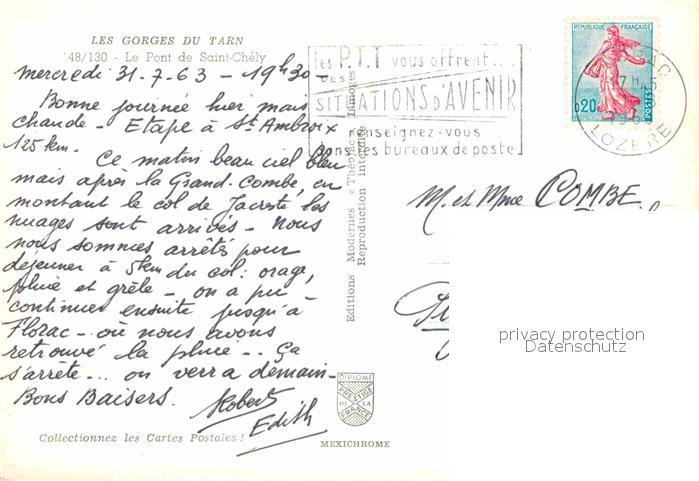 LES GORGES DU TARN
48/130 - Le Pont de Saint-Chély
mercredi 31.7.63 - 19h30 -
Bonne journée hier mais
chaude - Etape à St Ambroix
125 km.
Ce matin beau ciel bleu
mais après la Grand-Combe, en
montant le col de Jacreste les
nuages sont arrivés - Nous
nous sommes arrêtés pour
déjeuner à 5km du col: orage,
pluie et grêle - on a pu
continuer ensuite jusqu'à
Florac - où nous avons
retrouvé la pluie -. Ça
s'arrête... on verra demain -
Bons Baisers.
Robert
Edith
Collectionnez les Cartes Postales !
Editions Modernes « Théojac » Limoges
Reproduction interdite
DIPLOME
PRESTIGE
DE LA
FRANCE
MEXICHROME
les P.T.T vous offrent....
des
SITUATIONS d'AVENIR
renseignez-vous
dans les bureaux de poste
REPUBLIQUE FRANÇAISE
0,20
POSTES
17H45
LOZERE
M. et Mme COMBE
privacy protection
Datenschutz